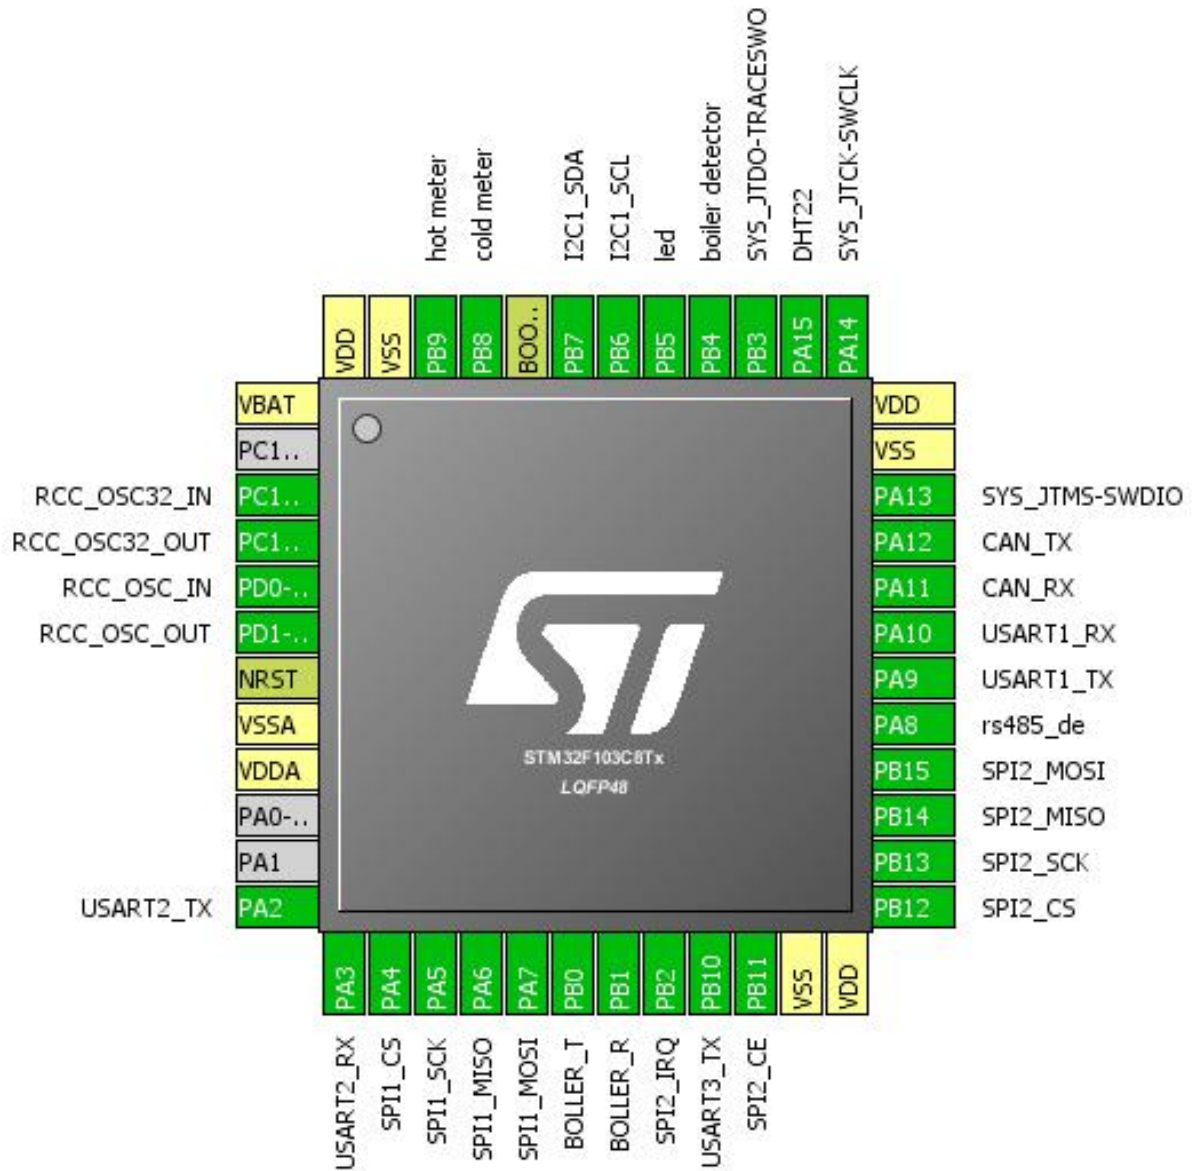 hot meter
cold meter
I2C1_SDA
I2C1_SCL
led
boiler detector
SYS_JTDO-TRACESWO
DHT22
SYS_JTCK-SWCLK
VDD
VSS
PB9
PB8
BOO..
PB7
PB6
PB5
PB4
PB3
PA15
PA14
VBAT
PC1..
RCC_OSC32_IN PC1..
RCC_OSC32_OUT PC1..
RCC_OSC_IN PD0-..
RCC_OSC_OUT PD1-..
NRST
VSSA
VDDA
PA0-..
PA1
USART2_TX PA2
VDD
VSS
PA13 SYS_JTMS-SWDIO
PA12 CAN_TX
PA11 CAN_RX
PA10 USART1_RX
PA9 USART1_TX
PA8 rs485_de
PB15 SPI2_MOSI
PB14 SPI2_MISO
PB13 SPI2_SCK
PB12 SPI2_CS
ST
STM32F103C8Tx
LQFP48
PA3
PA4
PA5
PA6
PA7
PB0
PB1
PB2
PB10
PB11
VSS
VDD
USART2_RX
SPI1_CS
SPI1_SCK
SPI1_MISO
SPI1_MOSI
BOLLER_T
BOLLER_R
SPI2_IRQ
USART3_TX
SPI2_CE